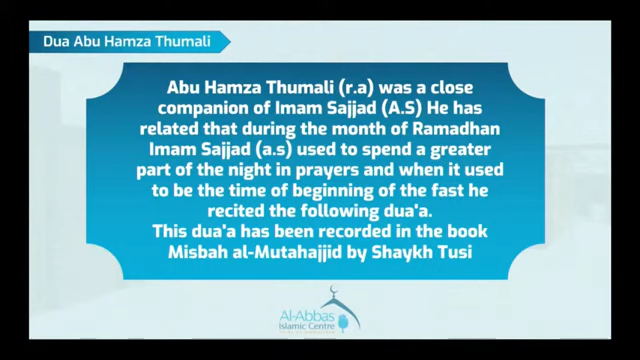 Dua Abu Hamza Thumali
Abu Hamza Thumali (r.a) was a close
companion of Imam Sajjad (A.S) He has
related that during the month of Ramadhan
Imam Sajjad (a.s) used to spend a greater
part of the night in prayers and when it used
to be the time of beginning of the fast he
recited the following dua'a.
This dua'a has been recorded in the book
Misbah al-Mutahajjid by Shaykh Tusi
Al-Abbas
Islamic Centre